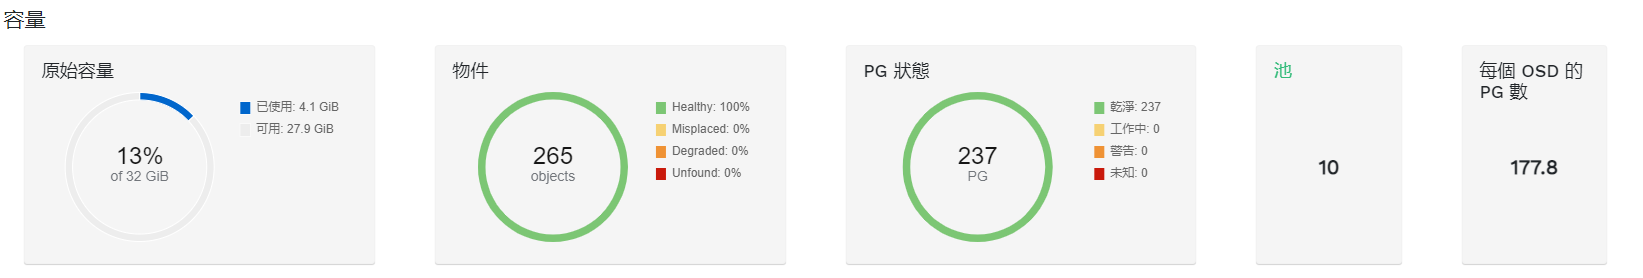 容量
原始容量
13%
of 32 GiB
已使用: 4.1 GiB
可用: 27.9 GiB
物件
265
objects
Healthy: 100%
Misplaced: 0%
Degraded: 0%
Unfound: 0%
PG 狀態
237
PG
乾淨: 237
工作中: 0
警告: 0
未知: 0
池
10
每個 OSD 的
PG 數
177.8